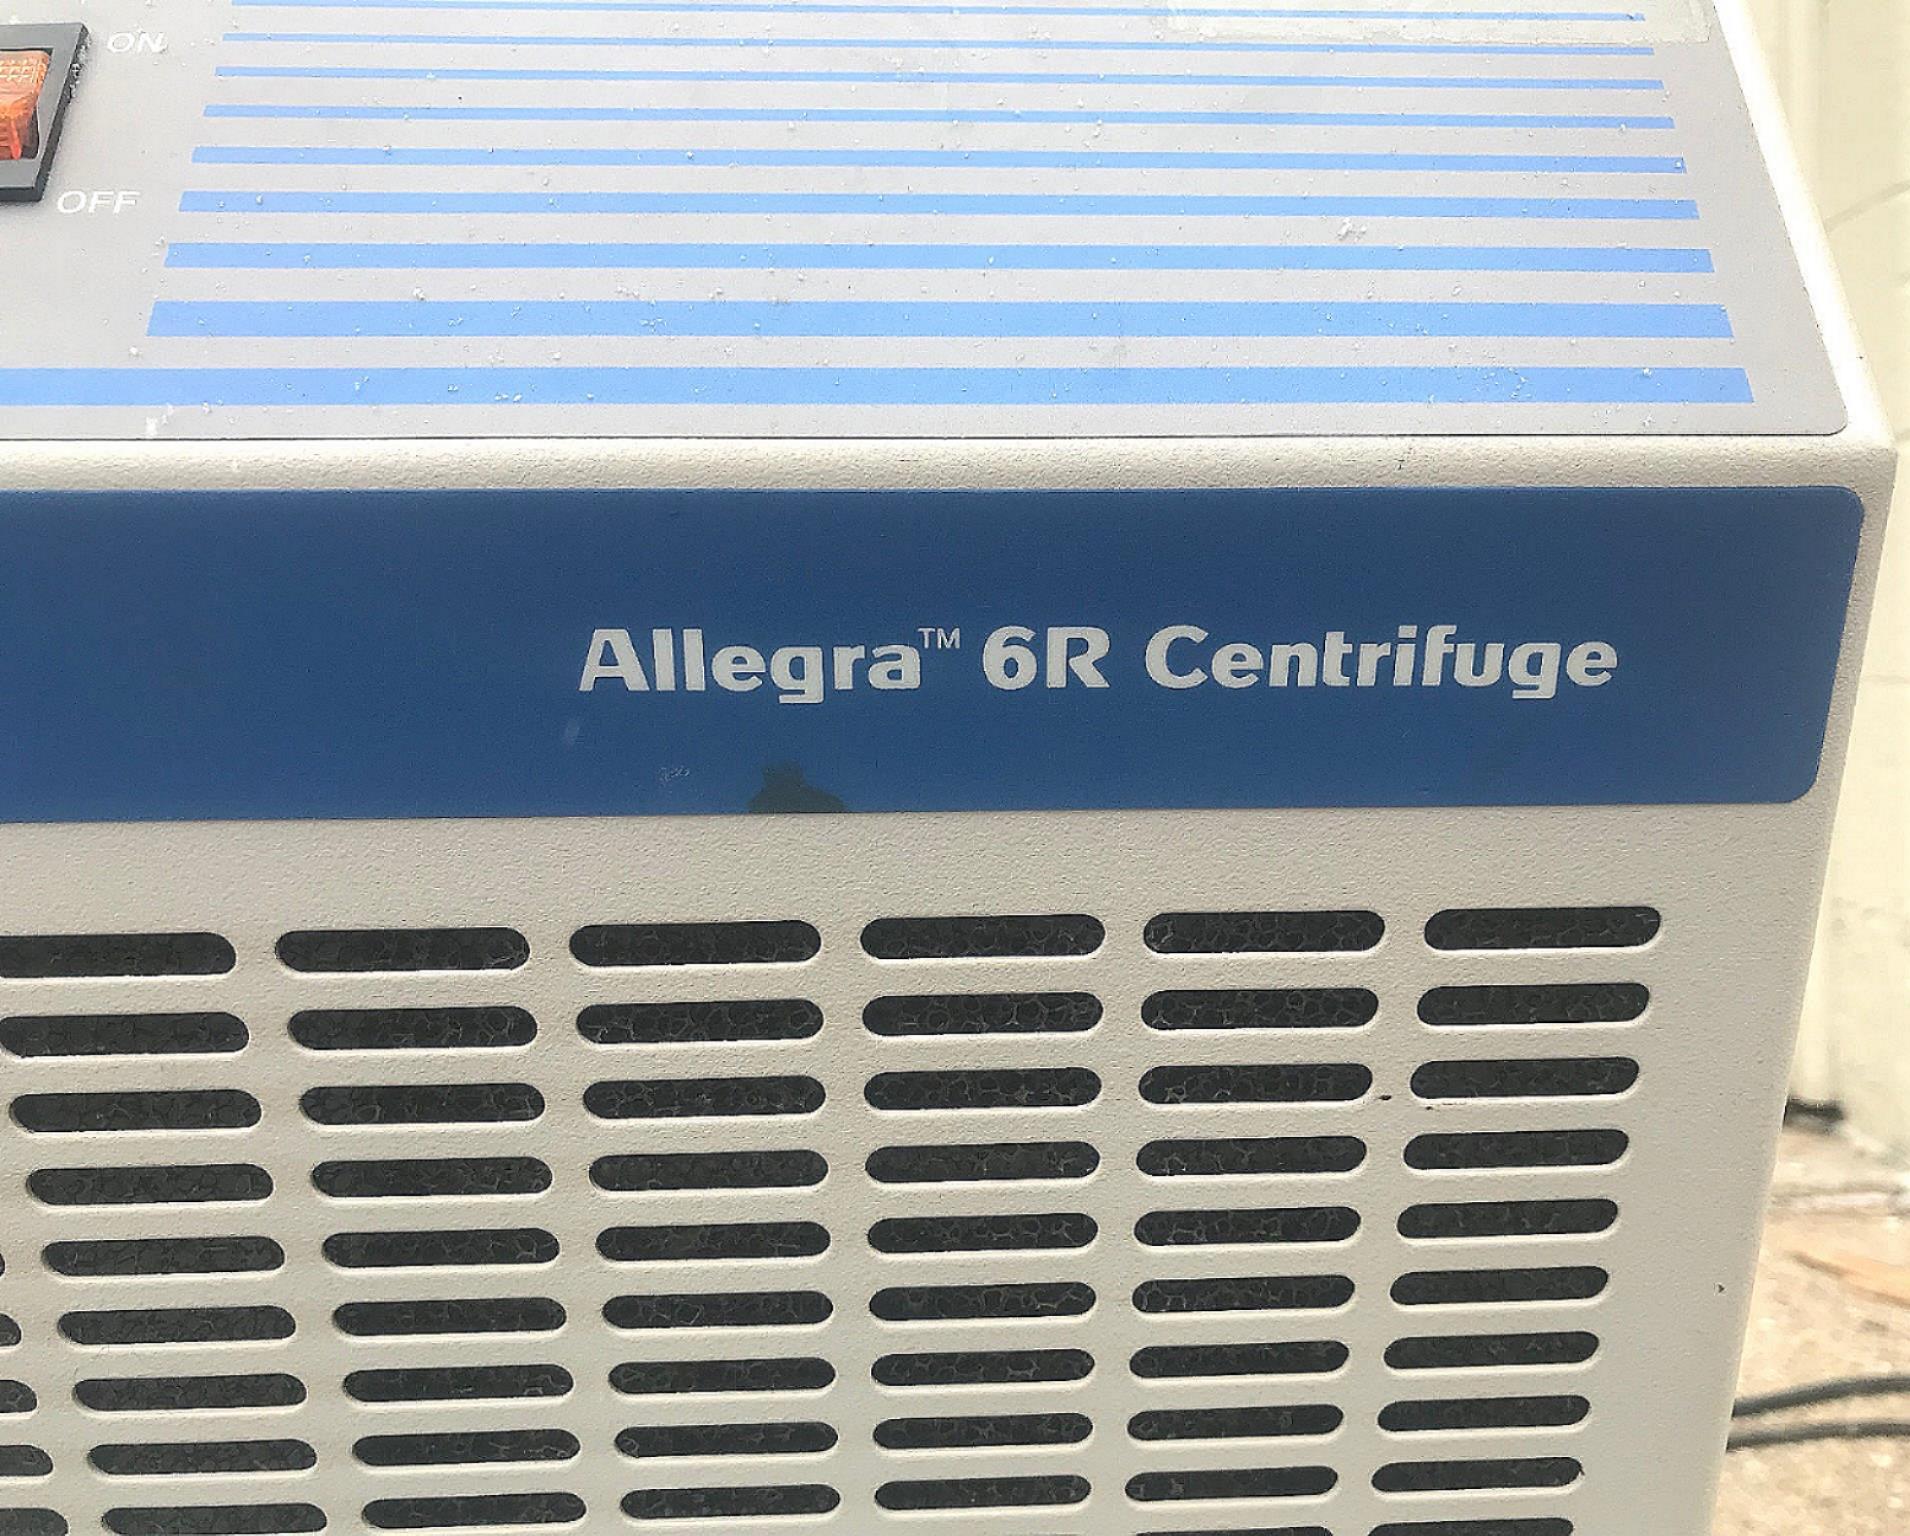 ON
OFF
Allegra™ 6R Centrifuge